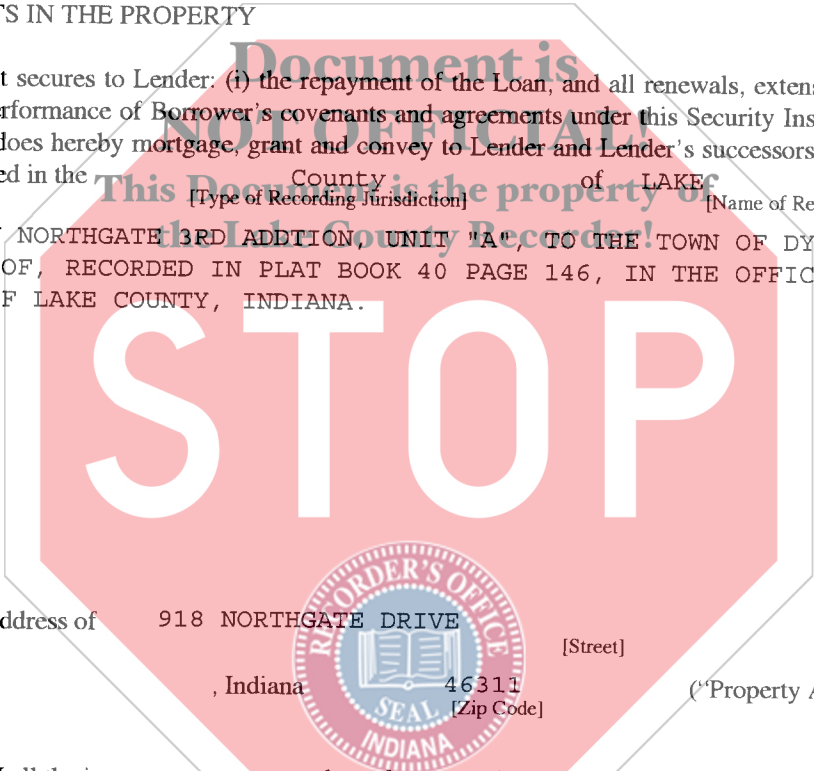 TS IN THE PROPERTY
Document is
t secures to Lender: (i) the repayment of the Loan, and all renewals, extens
rformance of Borrower's covenants and agreements under this Security Ins
NOT OFFICIAL!
does hereby mortgage, grant and convey to Lender and Lender's successors
ed in the County of LAKE
This Document is the property of
[Type of Recording Jurisdiction] [Name of Re
the Lake County Recorder!
NORTHGATE 3RD ADDTION, UNIT "A", TO THE TOWN OF DY
OF, RECORDED IN PLAT BOOK 40 PAGE 146, IN THE OFFIC
F LAKE COUNTY, INDIANA.
STOP
ddress of 918 NORTHGATE DRIVE
[Street]
, Indiana 46311 ("Property A
[Zip Code]
RECORDER'S OFFICE
SEAL
INDIANA